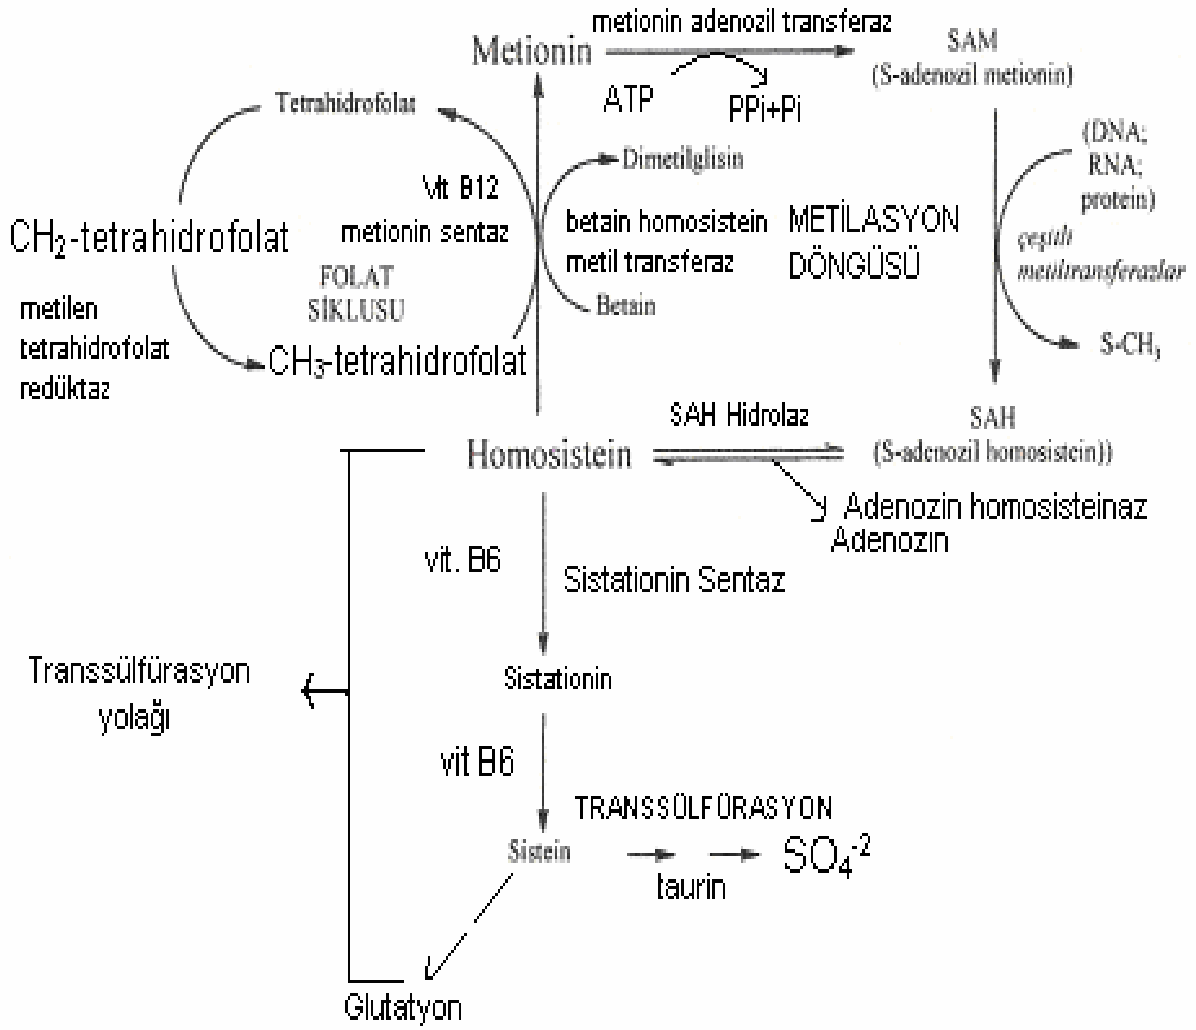 metionin adenozil transferaz
Metionin
SAM
(S-adenozil metionin)
ATP
PPi+Pi
Tetrahidrofolat
(DNA;
RNA;
protein)
Dimetilglisin
vit B12
metionin sentaz
betain homosistein
metil transferaz
METİLASYON
DÖNGÜSÜ
CH2-tetrahidrofolat
çeşitli
metiltransferazlar
FOLAT
SİKLUSU
Betain
metilen
tetrahidrofolat
redüktaz
CH3-tetrahidrofolat
S-CH3
SAH Hidrolaz
SAH
(S-adenozil homosistein))
Homosistein
Adenozin homosisteinaz
Adenozin
vit. B6
Sistationin Sentaz
Transsülfürasyon
yolağı
Sistationin
vit B6
TRANSSÜLFÜRASYON
Sistein
SO4-2
taurin
Glutatyon